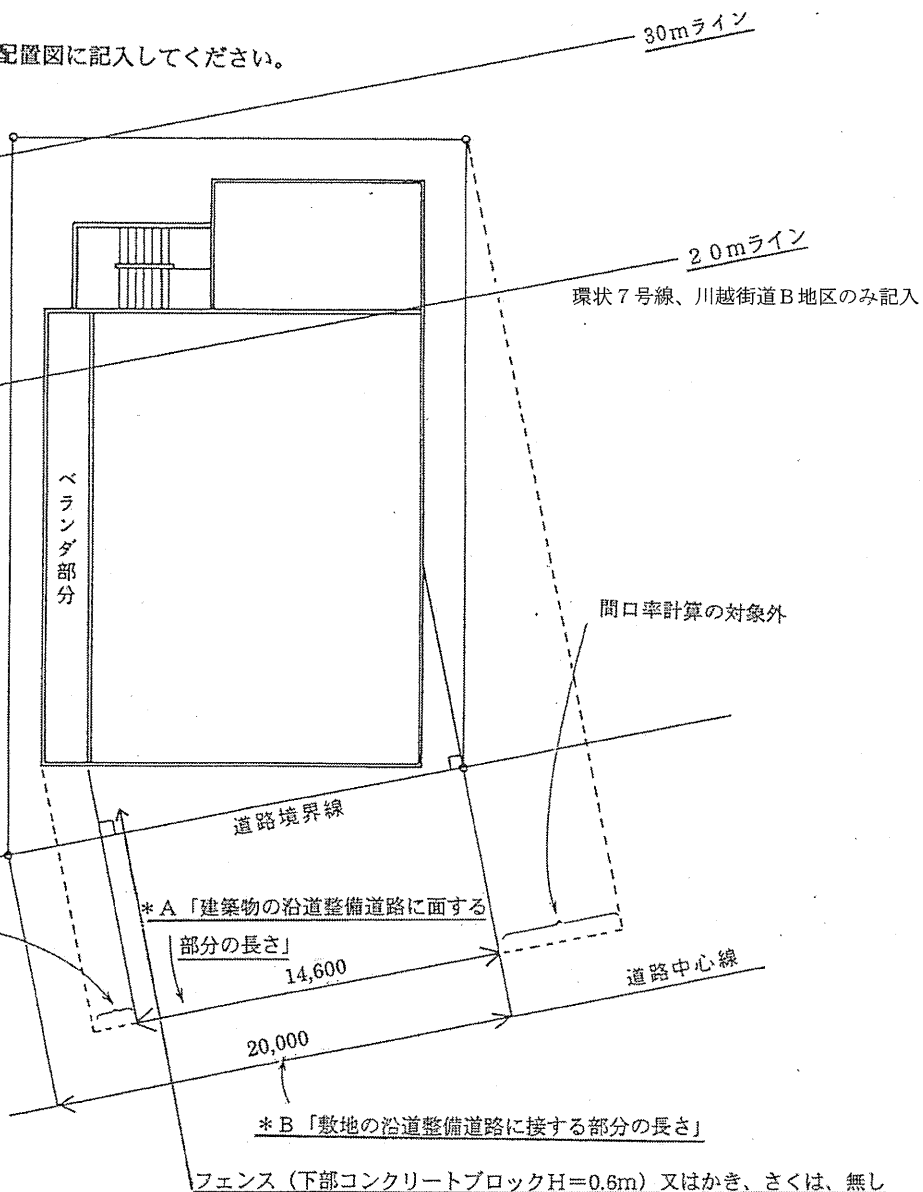 配置図に記入してください。
30mライン
20mライン
環状7号線、川越街道B地区のみ記入
ベランダ部分
間口率計算の対象外
道路境界線
*A「建築物の沿道整備道路に面する
部分の長さ」
14,600
道路中心線
20,000
*B「敷地の沿道整備道路に接する部分の長さ」
フェンス（下部コンクリートブロックH=0.6m）又はかき、さくは、無し